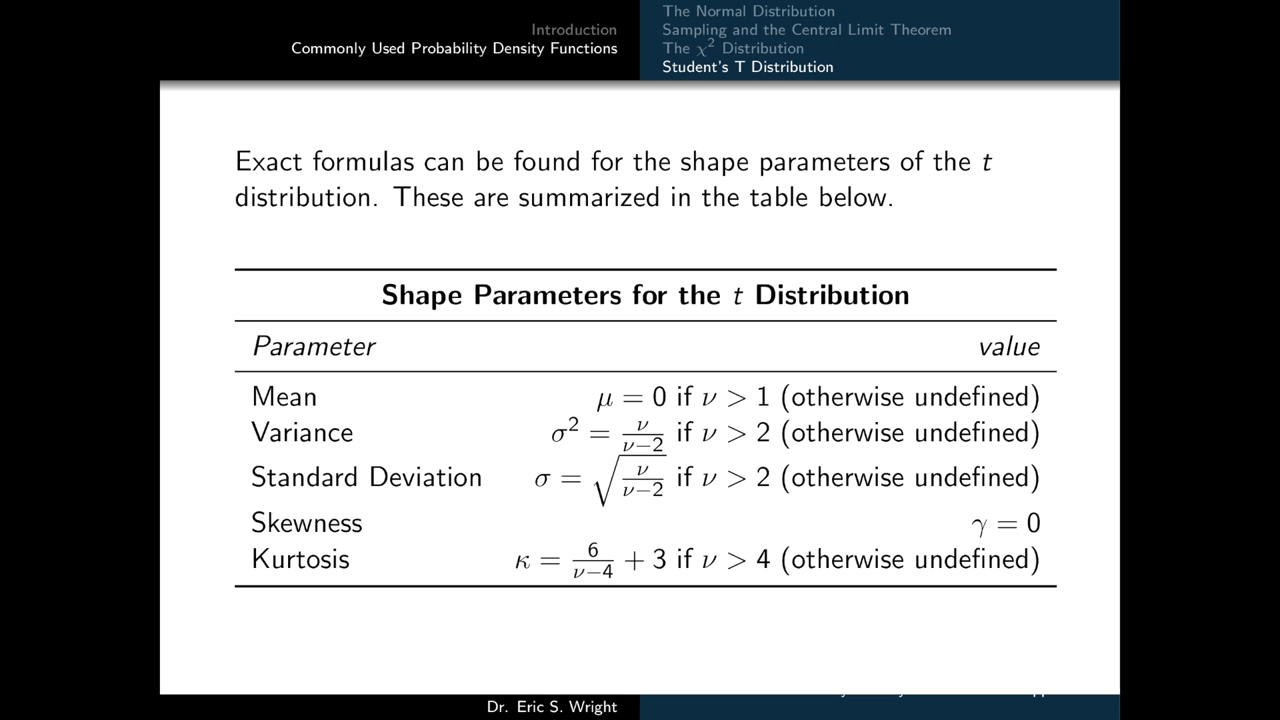 Introduction
Commonly Used Probability Density Functions
The Normal Distribution
Sampling and the Central Limit Theorem
The χ² Distribution
Student's T Distribution
Exact formulas can be found for the shape parameters of the t
distribution. These are summarized in the table below.
Shape Parameters for the t Distribution
Parameter value
Mean μ = 0 if ν > 1 (otherwise undefined)
Variance σ² = ν/(ν−2) if ν > 2 (otherwise undefined)
Standard Deviation σ = √(ν/(ν−2)) if ν > 2 (otherwise undefined)
Skewness γ = 0
Kurtosis κ = 6/(ν−4) + 3 if ν > 4 (otherwise undefined)
Dr. Eric S. Wright